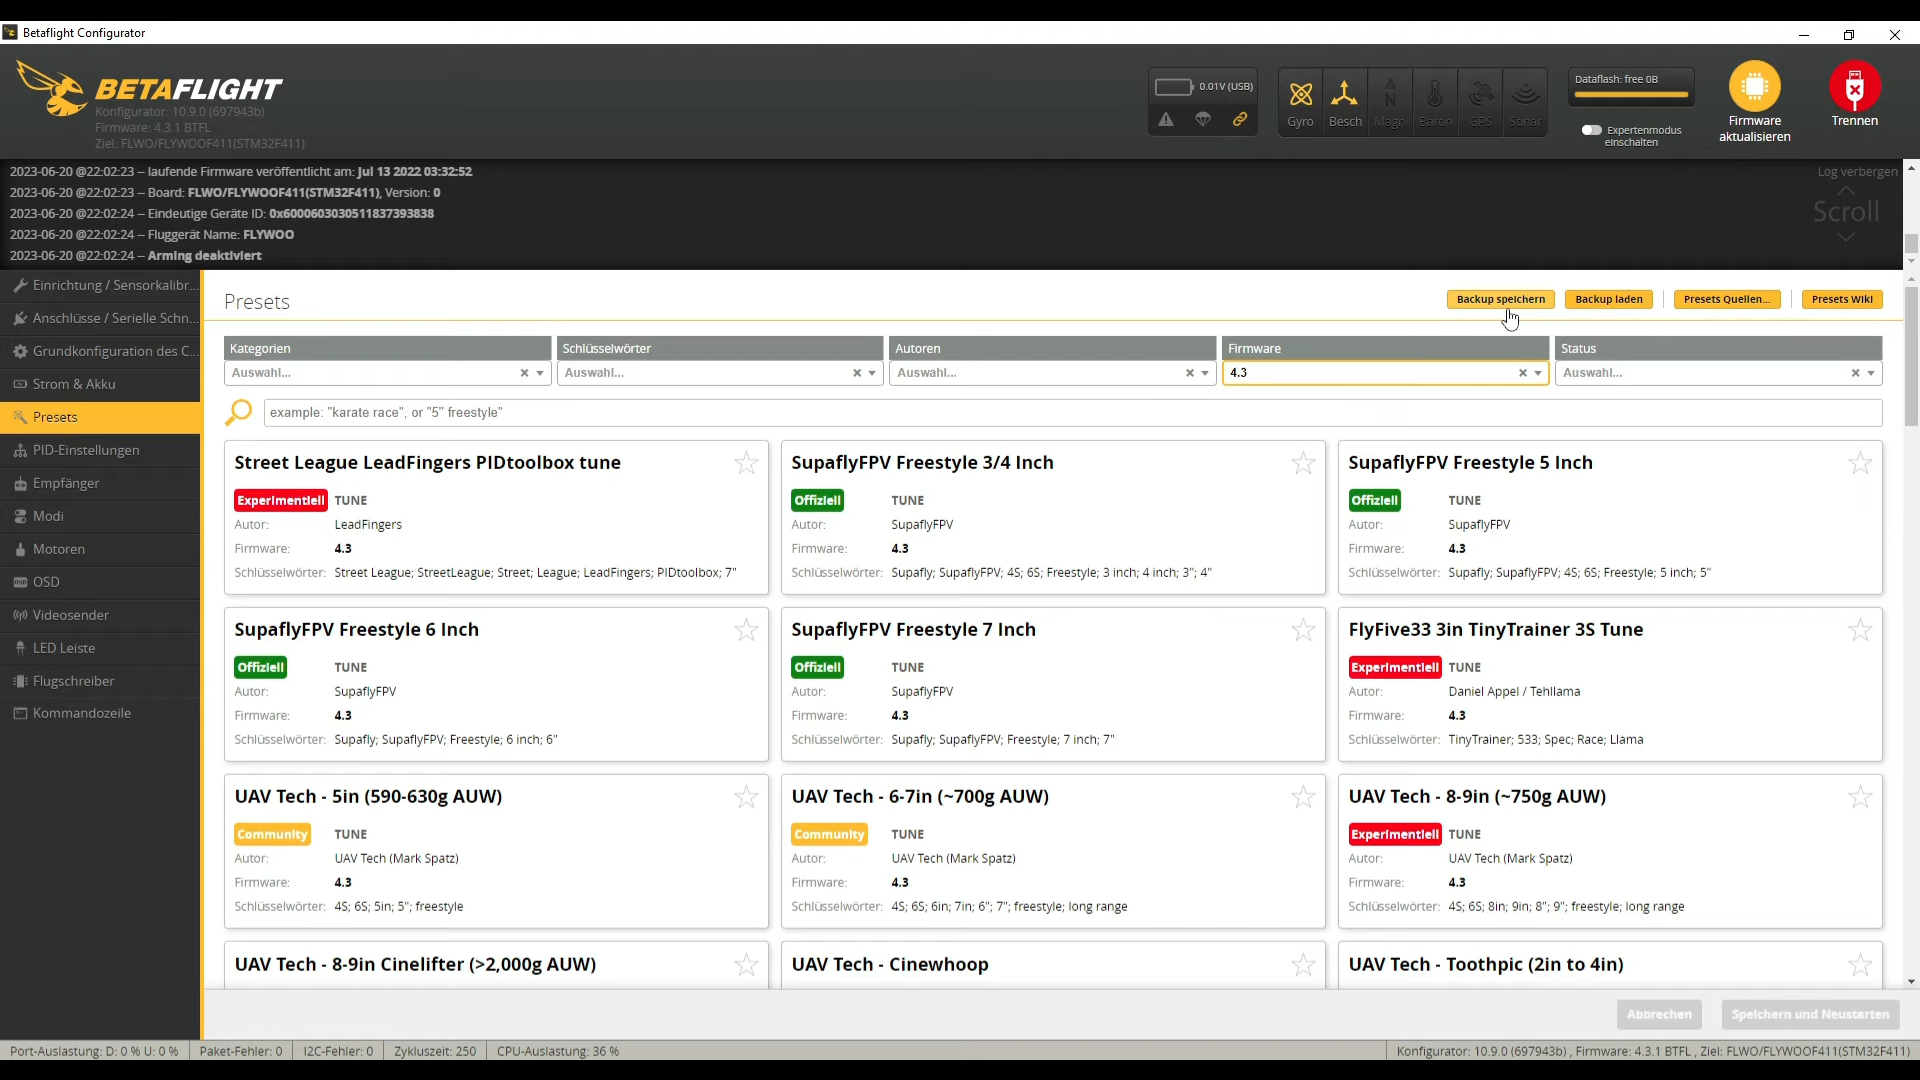 Betaflight Configurator
BETAFLIGHT
Konfigurator: 10.9.0 (697943b)
Firmware: 4.3.1 BTFL
Ziel: FLWO/FLYWOOF411(STM32F411)
0.01V (USB)
Gyro
Besch
Magn
Baron
GPS
Sonar
Dataflash: free 0B
Expertenmodus
einschalten
Firmware
aktualisieren
Trennen
2023-06-20 @22:02:23 -- laufende Firmware veröffentlicht am: Jul 13 2022 03:32:52
2023-06-20 @22:02:23 -- Board: FLWO/FLYWOOF411(STM32F411), Version: 0
2023-06-20 @22:02:24 -- Eindeutige Geräte ID: 0x6000603030511837393838
2023-06-20 @22:02:24 -- Fluggerät Name: FLYWOO
2023-06-20 @22:02:24 -- Arming deaktiviert
Log verbergen
Scroll
Einrichtung / Sensorkalibr...
Anschlüsse / Serielle Schn...
Grundkonfiguration des C...
Strom & Akku
Presets
PID-Einstellungen
Empfänger
Modi
Motoren
OSD
Videosender
LED Leiste
Flugschreiber
Kommandozeile
Presets
Backup speichern
Backup laden
Presets Quellen...
Presets Wiki
Kategorien
Schlüsselwörter
Autoren
Firmware
Status
Auswahl...
Auswahl...
Auswahl...
4.3
Auswahl...
example: "karate race", or "5'' freestyle"
Street League LeadFingers PIDtoolbox tune
Experimentiell TUNE
Autor: LeadFingers
Firmware: 4.3
Schlüsselwörter: Street League; StreetLeague; Street; League; LeadFingers; PIDtoolbox; 7"
SupaflyFPV Freestyle 3/4 Inch
Offiziell TUNE
Autor: SupaflyFPV
Firmware: 4.3
Schlüsselwörter: Supafly; SupaflyFPV; 4S; 6S; Freestyle; 3 inch; 4 inch; 3"; 4"
SupaflyFPV Freestyle 5 Inch
Offiziell TUNE
Autor: SupaflyFPV
Firmware: 4.3
Schlüsselwörter: Supafly; SupaflyFPV; 4S; 6S; Freestyle; 5 inch; 5"
SupaflyFPV Freestyle 6 Inch
Offiziell TUNE
Autor: SupaflyFPV
Firmware: 4.3
Schlüsselwörter: Supafly; SupaflyFPV; Freestyle; 6 inch; 6"
SupaflyFPV Freestyle 7 Inch
Offiziell TUNE
Autor: SupaflyFPV
Firmware: 4.3
Schlüsselwörter: Supafly; SupaflyFPV; Freestyle; 7 inch; 7"
FlyFive33 3in TinyTrainer 3S Tune
Experimentiell TUNE
Autor: Daniel Appel / Tehllama
Firmware: 4.3
Schlüsselwörter: TinyTrainer; 533; Spec; Race; Llama
UAV Tech - 5in (590-630g AUW)
Community TUNE
Autor: UAV Tech (Mark Spatz)
Firmware: 4.3
Schlüsselwörter: 4S; 6S; 5in; 5"; freestyle
UAV Tech - 6-7in (~700g AUW)
Community TUNE
Autor: UAV Tech (Mark Spatz)
Firmware: 4.3
Schlüsselwörter: 4S; 6S; 6in; 7in; 6"; 7"; freestyle; long range
UAV Tech - 8-9in (~750g AUW)
Experimentiell TUNE
Autor: UAV Tech (Mark Spatz)
Firmware: 4.3
Schlüsselwörter: 4S; 6S; 8in; 9in; 8"; 9"; freestyle; long range
UAV Tech - 8-9in Cinelifter (>2,000g AUW)
UAV Tech - Cinewhoop
UAV Tech - Toothpic (2in to 4in)
Abbrechen
Speichern und Neustarten
Port-Auslastung: D: 0 % U: 0 %
Paket-Fehler: 0
I2C-Fehler: 0
Zykluszeit: 250
CPU-Auslastung: 36 %
Konfigurator: 10.9.0 (697943b) , Firmware: 4.3.1 BTFL , Ziel: FLWO/FLYWOOF411(STM32F411)